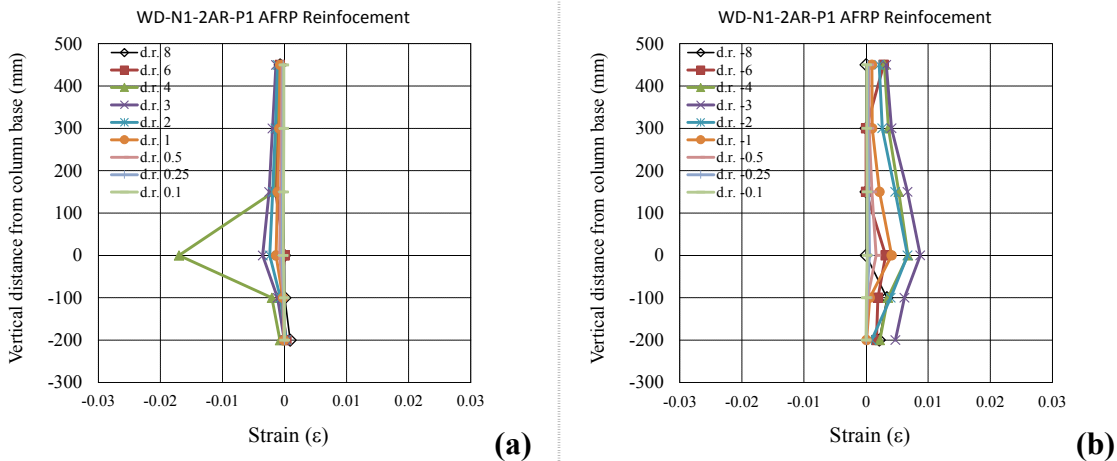 WD-N1-2AR-P1 AFRP Reinfocement
Vertical distance from column base (mm)
500
400
300
200
100
0
-100
-200
-300
d.r. 8
d.r. 6
d.r. 4
d.r. 3
d.r. 2
d.r. 1
d.r. 0.5
d.r. 0.25
d.r. 0.1
-0.03 -0.02 -0.01 0 0.01 0.02 0.03
Strain (ε)
(a)
WD-N1-2AR-P1 AFRP Reinfocement
Vertical distance from column base (mm)
500
400
300
200
100
0
-100
-200
-300
d.r. -8
d.r. -6
d.r. -4
d.r. -3
d.r. -2
d.r. -1
d.r. -0.5
d.r. -0.25
d.r. -0.1
-0.03 -0.02 -0.01 0 0.01 0.02 0.03
Strain (ε)
(b)